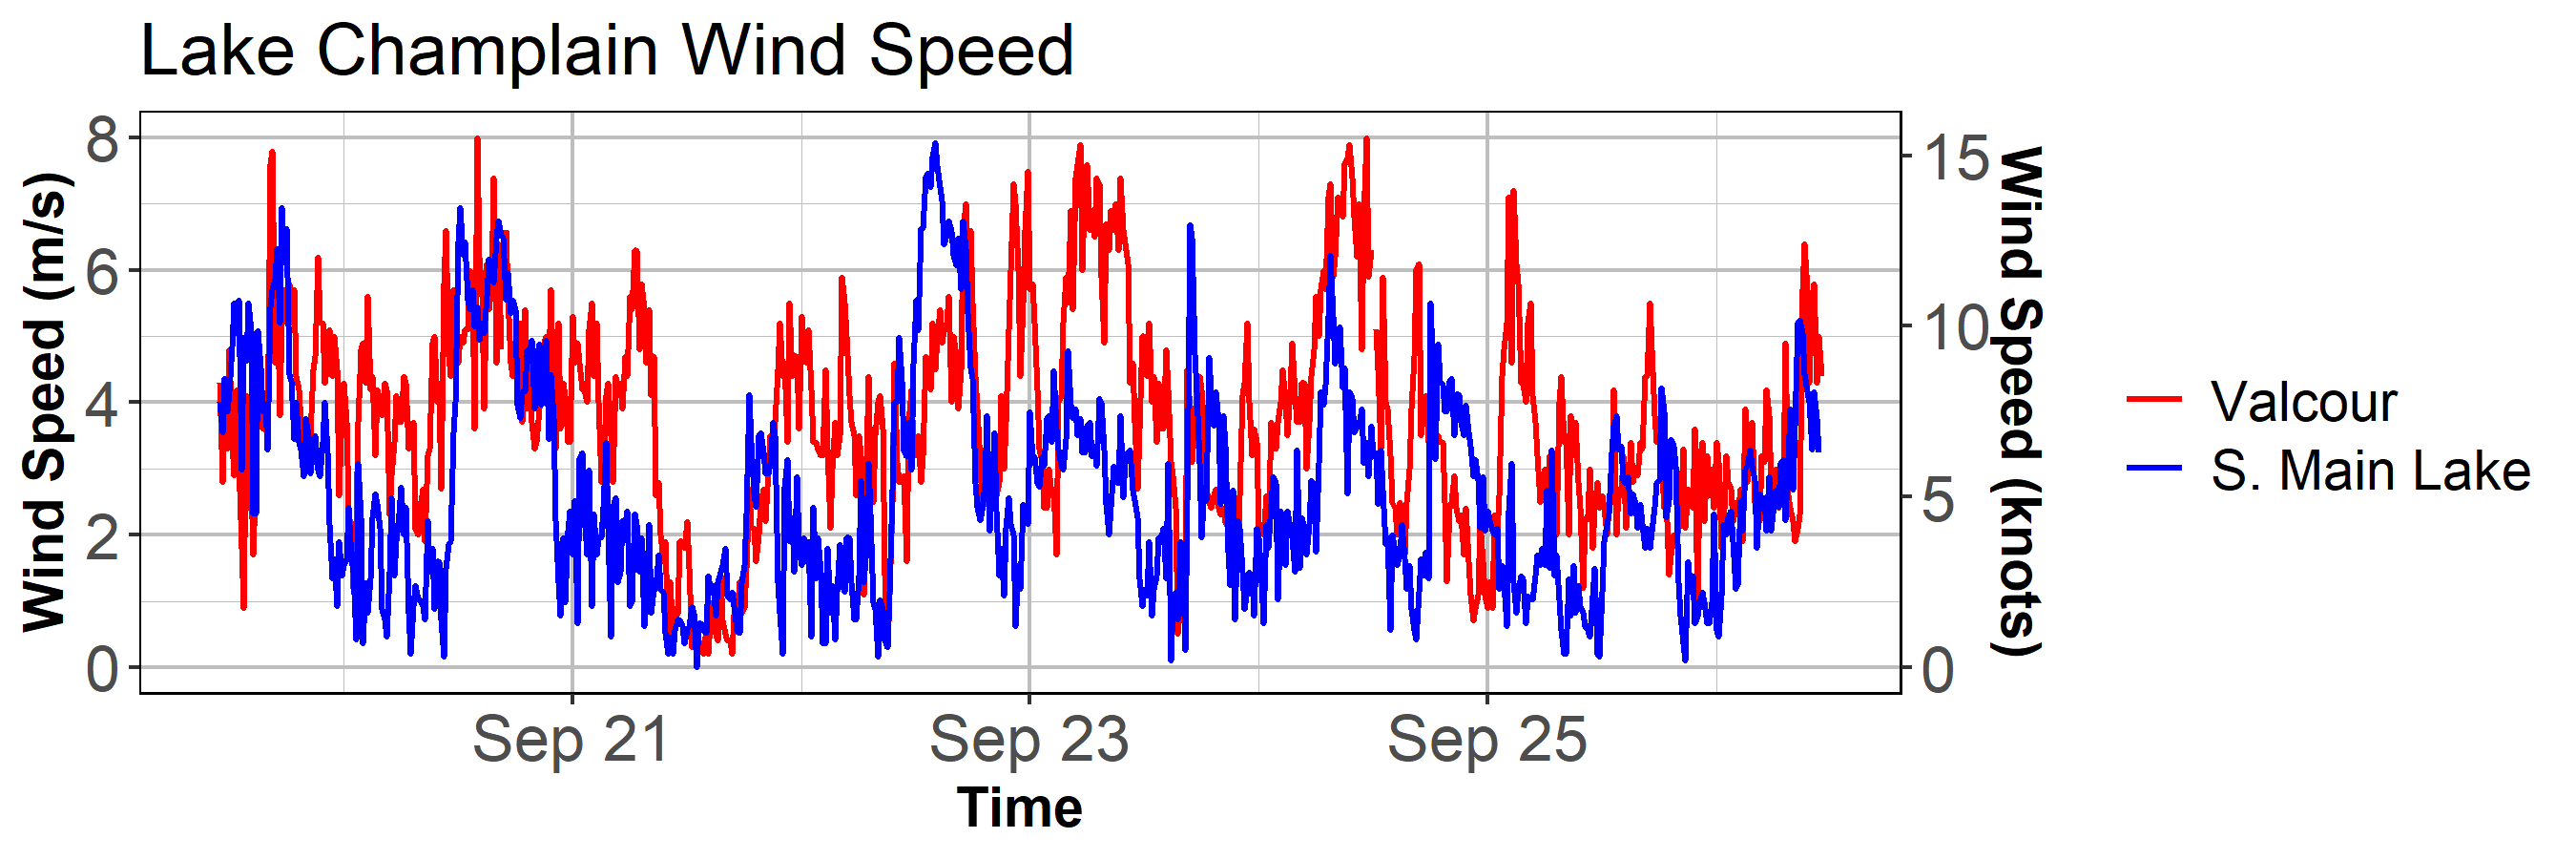 Lake Champlain Wind Speed
Wind Speed (m/s)
8
6
4
2
0
15
10
5
0
Wind Speed (knots)
Sep 21
Sep 23
Sep 25
Time
Valcour
S. Main Lake